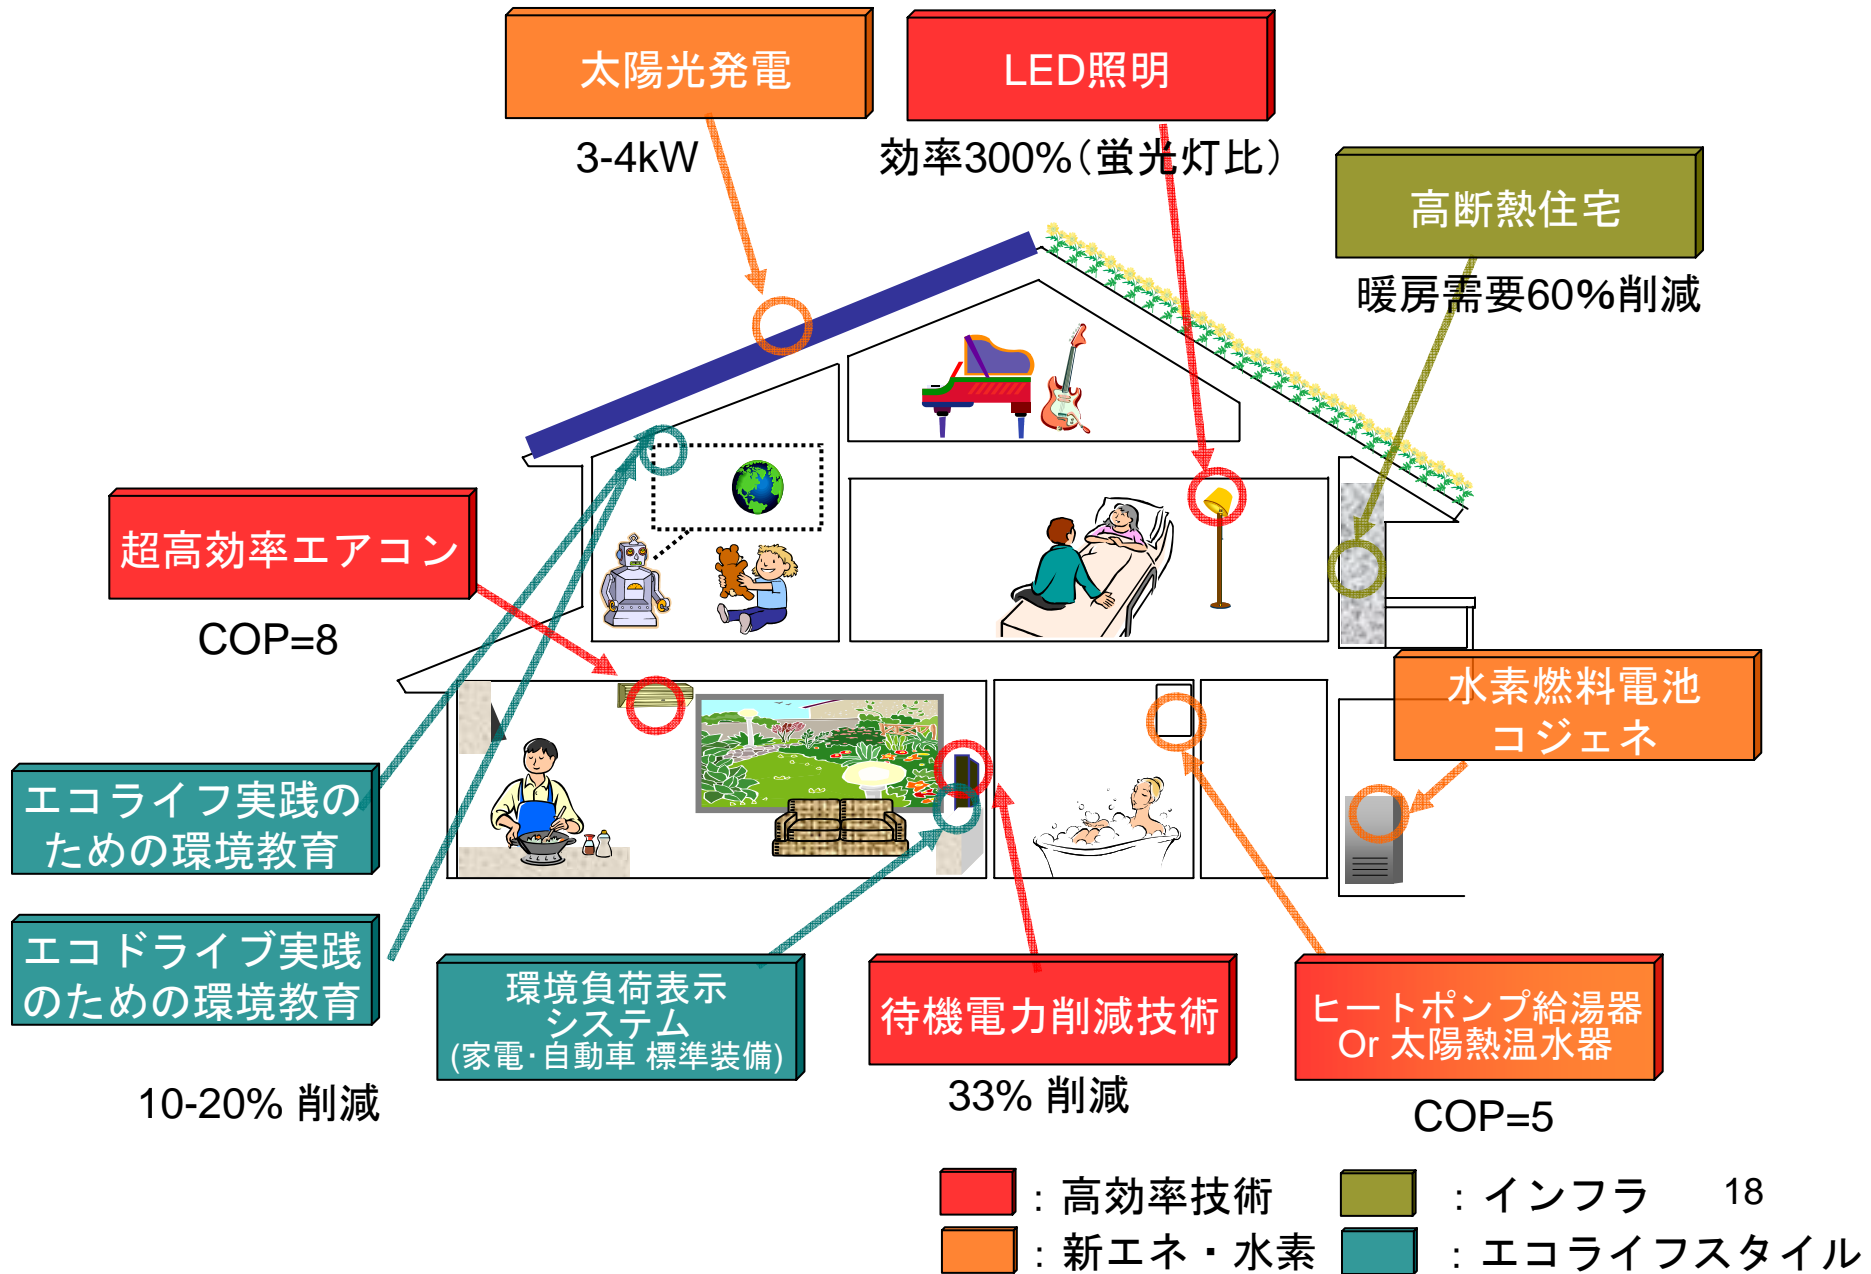 太陽光発電
3-4kW
LED照明
効率300%(蛍光灯比)
高断熱住宅
暖房需要60%削減
超高効率エアコン
COP=8
水素燃料電池
コジェネ
エコライフ実践の
ための環境教育
エコドライブ実践
のための環境教育
10-20% 削減
環境負荷表示
システム
(家電･自動車 標準装備)
待機電力削減技術
33% 削減
ヒートポンプ給湯器
Or 太陽熱温水器
COP=5
：高効率技術
：インフラ
18
：新エネ・水素
：エコライフスタイル